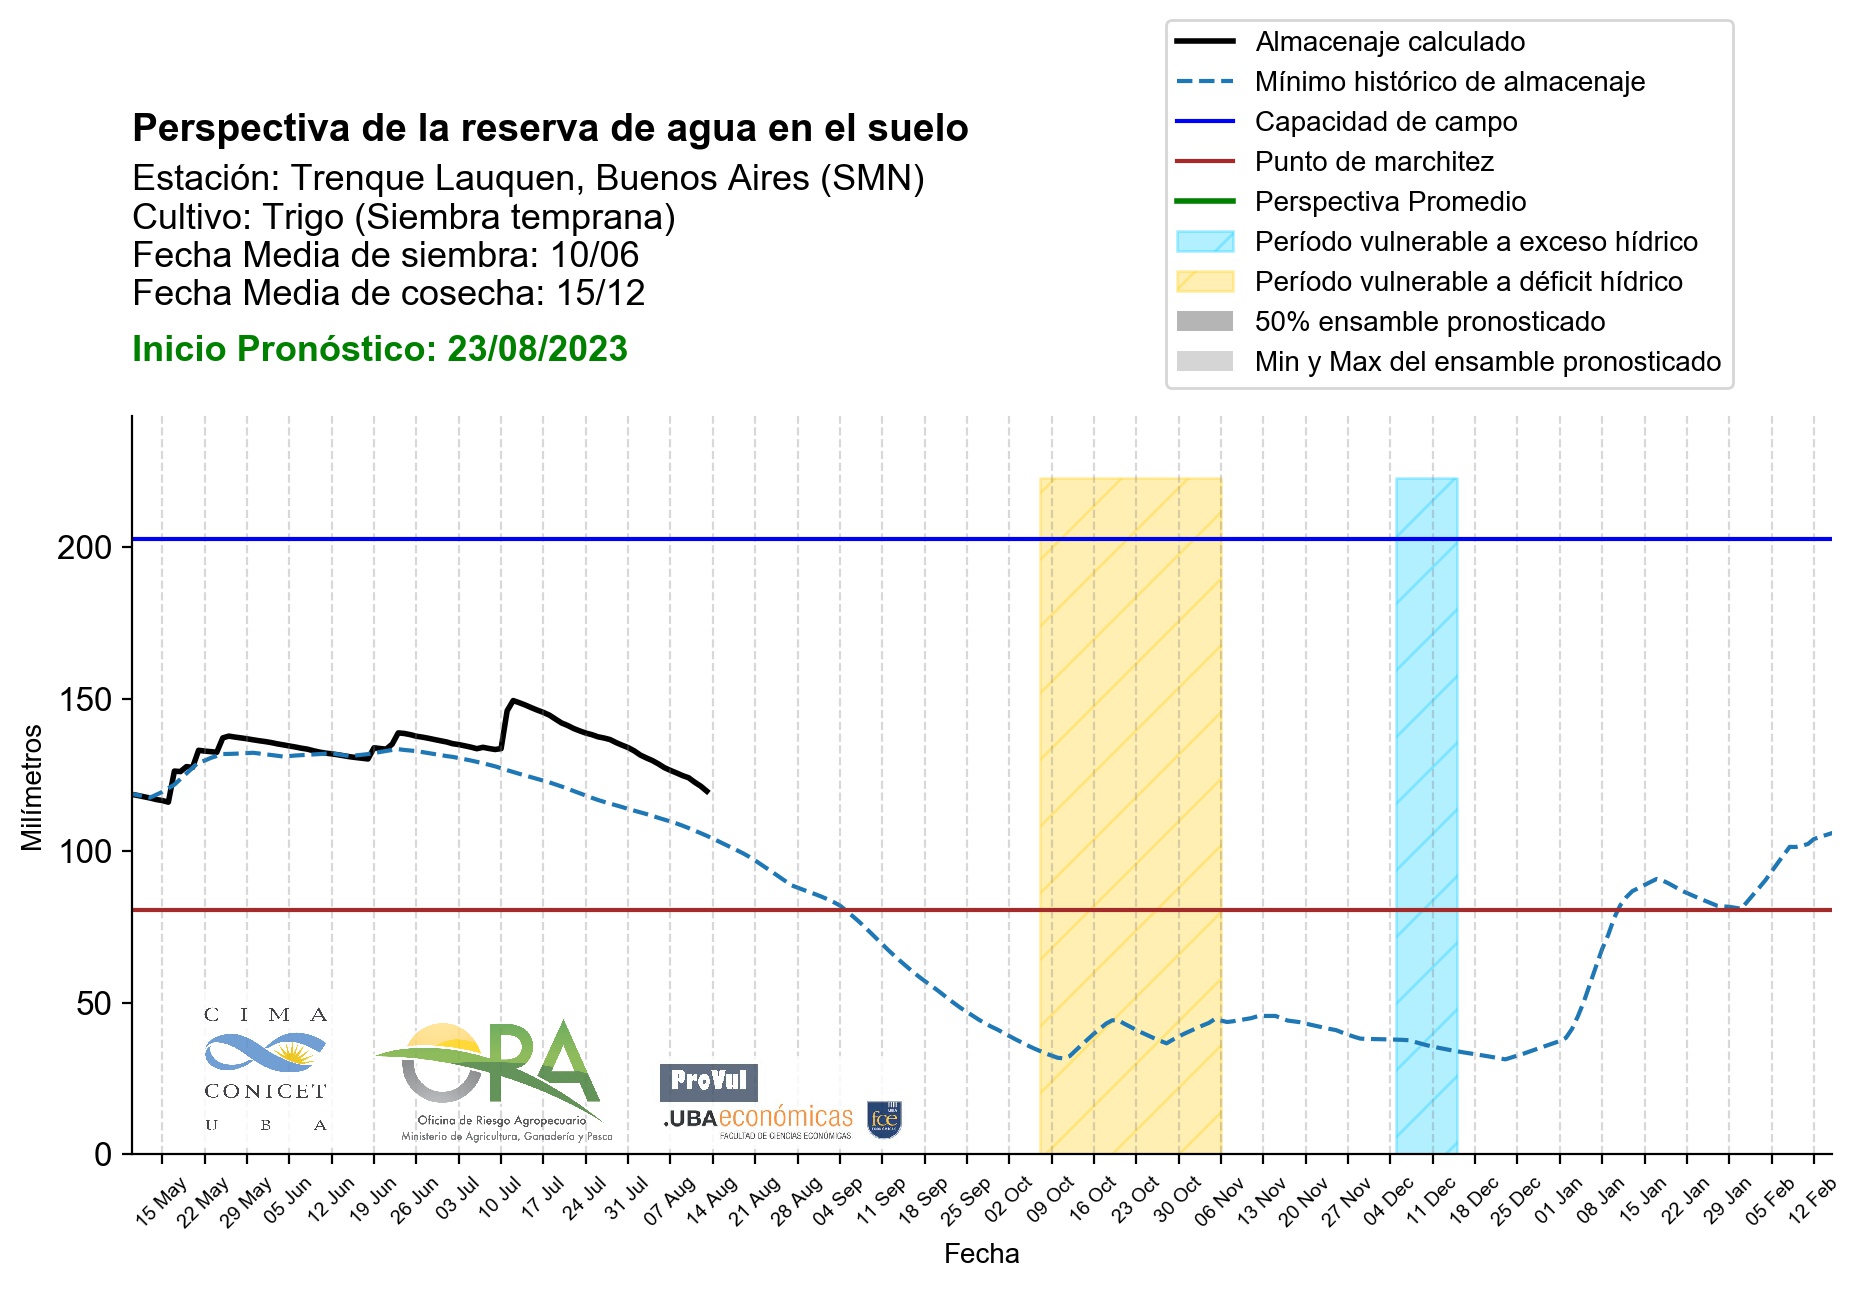 Almacenaje calculado
Mínimo histórico de almacenaje
Capacidad de campo
Punto de marchitez
Perspectiva Promedio
Período vulnerable a exceso hídrico
Período vulnerable a déficit hídrico
50% ensamble pronosticado
Min y Max del ensamble pronosticado
Perspectiva de la reserva de agua en el suelo
Estación: Trenque Lauquen, Buenos Aires (SMN)
Cultivo: Trigo (Siembra temprana)
Fecha Media de siembra: 10/06
Fecha Media de cosecha: 15/12
Inicio Pronóstico: 23/08/2023
Milímetros
200
150
100
50
0
CIMA
CONICET
UBA
ORA
Oficina de Riesgo Agropecuario
Ministerio de Agricultura, Ganadería y Pesca
ProVul
.UBAeconómicas
FACULTAD DE CIENCIAS ECONÓMICAS
UBA
fce
ECONÓMICAS
15 May
22 May
29 May
05 Jun
12 Jun
19 Jun
26 Jun
03 Jul
10 Jul
17 Jul
24 Jul
31 Jul
07 Aug
14 Aug
21 Aug
28 Aug
04 Sep
11 Sep
18 Sep
25 Sep
02 Oct
09 Oct
16 Oct
23 Oct
30 Oct
06 Nov
13 Nov
20 Nov
27 Nov
04 Dec
11 Dec
18 Dec
25 Dec
01 Jan
08 Jan
15 Jan
22 Jan
29 Jan
05 Feb
12 Feb
Fecha